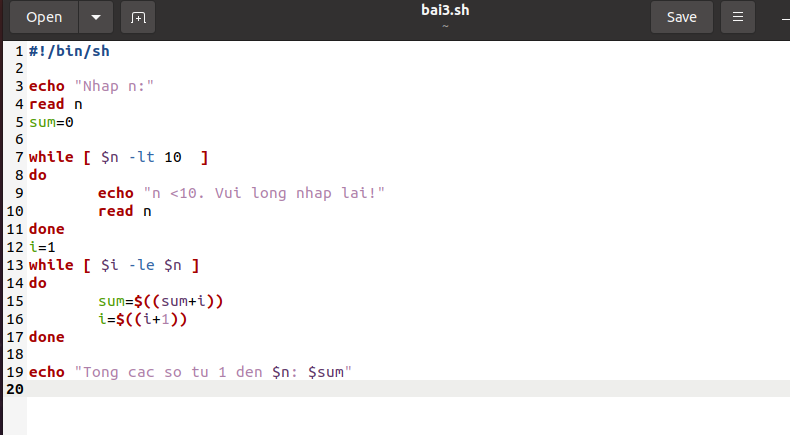 Open
bai3.sh
~
Save
1 #!/bin/sh
2
3 echo "Nhap n:"
4 read n
5 sum=0
6
7 while [ $n -lt 10  ]
8 do
9         echo "n <10. Vui long nhap lai!"
10         read n
11 done
12 i=1
13 while [ $i -le $n ]
14 do
15         sum=$((sum+i))
16         i=$((i+1))
17 done
18
19 echo "Tong cac so tu 1 den $n: $sum"
20